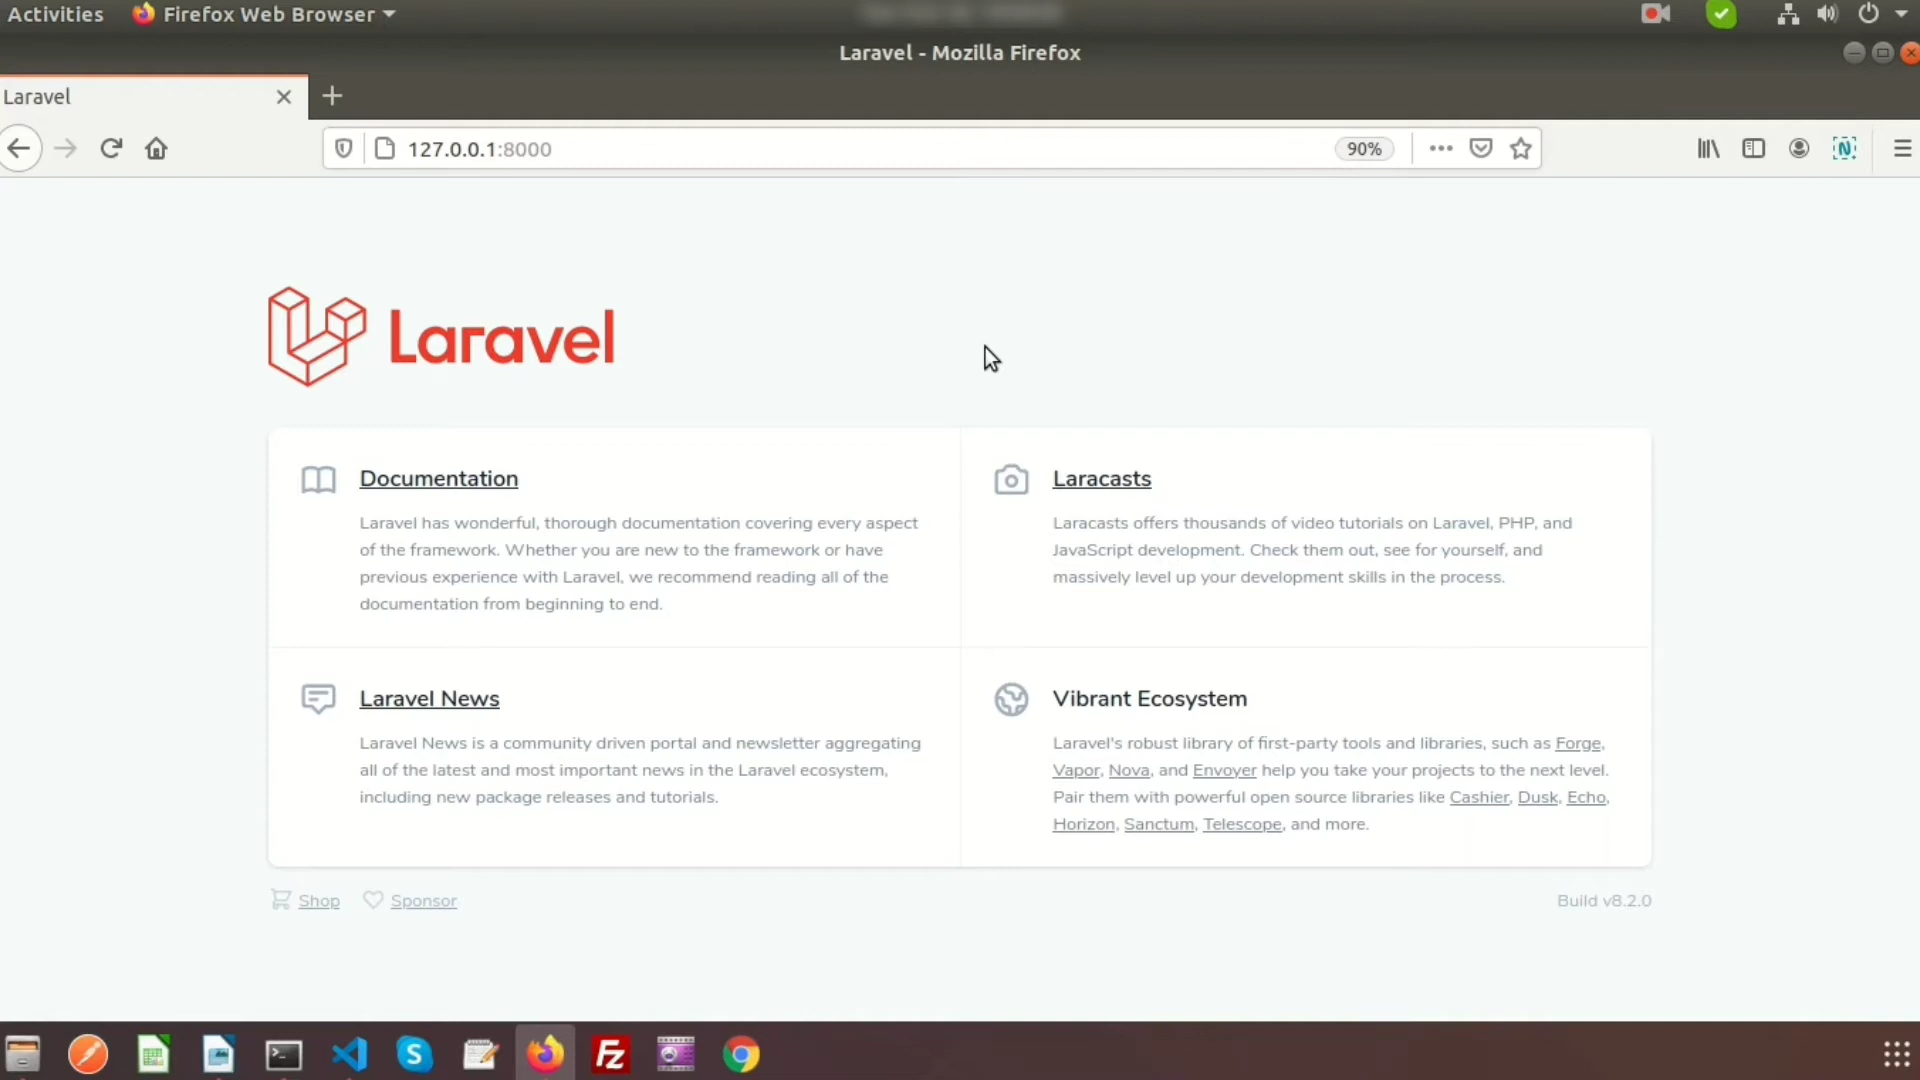 Activities Firefox Web Browser
Laravel - Mozilla Firefox
Laravel
127.0.0.1:8000 90%
Laravel
Documentation
Laravel has wonderful, thorough documentation covering every aspect
of the framework. Whether you are new to the framework or have
previous experience with Laravel, we recommend reading all of the
documentation from beginning to end.
Laracasts
Laracasts offers thousands of video tutorials on Laravel, PHP, and
JavaScript development. Check them out, see for yourself, and
massively level up your development skills in the process.
Laravel News
Laravel News is a community driven portal and newsletter aggregating
all of the latest and most important news in the Laravel ecosystem,
including new package releases and tutorials.
Vibrant Ecosystem
Laravel's robust library of first-party tools and libraries, such as Forge,
Vapor, Nova, and Envoyer help you take your projects to the next level.
Pair them with powerful open source libraries like Cashier, Dusk, Echo,
Horizon, Sanctum, Telescope, and more.
Shop Sponsor Build v8.2.0